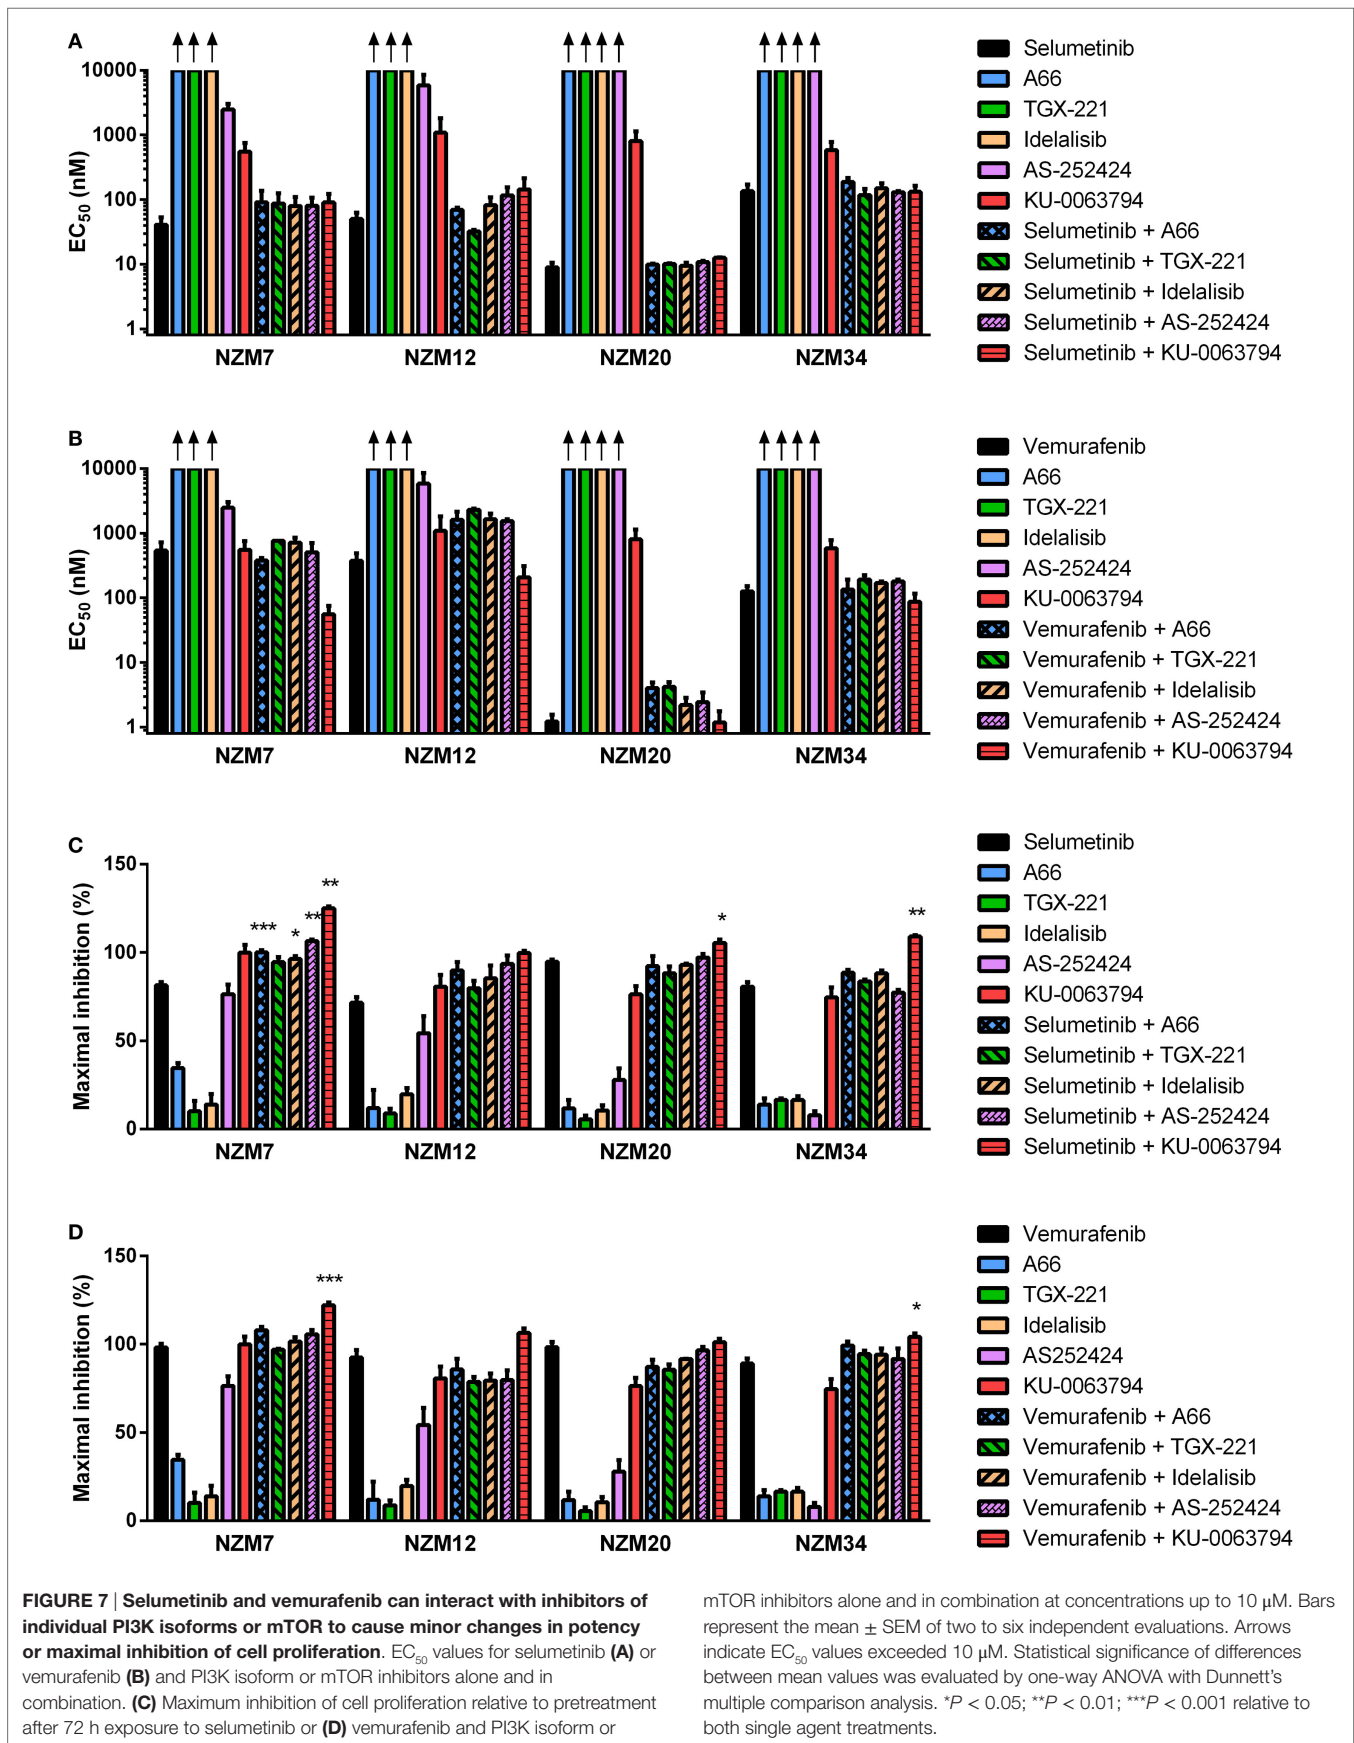 A
10000
1000
100
10
1
EC50 (nM)
NZM7 NZM12 NZM20 NZM34
Selumetinib
A66
TGX-221
Idelalisib
AS-252424
KU-0063794
Selumetinib + A66
Selumetinib + TGX-221
Selumetinib + Idelalisib
Selumetinib + AS-252424
Selumetinib + KU-0063794
B
10000
1000
100
10
1
EC50 (nM)
NZM7 NZM12 NZM20 NZM34
Vemurafenib
A66
TGX-221
Idelalisib
AS-252424
KU-0063794
Vemurafenib + A66
Vemurafenib + TGX-221
Vemurafenib + Idelalisib
Vemurafenib + AS-252424
Vemurafenib + KU-0063794
C
150
100
50
0
Maximal inhibition (%)
*** * ** ** * **
NZM7 NZM12 NZM20 NZM34
Selumetinib
A66
TGX-221
Idelalisib
AS-252424
KU-0063794
Selumetinib + A66
Selumetinib + TGX-221
Selumetinib + Idelalisib
Selumetinib + AS-252424
Selumetinib + KU-0063794
D
150
100
50
0
Maximal inhibition (%)
*** *
NZM7 NZM12 NZM20 NZM34
Vemurafenib
A66
TGX-221
Idelalisib
AS252424
KU-0063794
Vemurafenib + A66
Vemurafenib + TGX-221
Vemurafenib + Idelalisib
Vemurafenib + AS-252424
Vemurafenib + KU-0063794
FIGURE 7 | Selumetinib and vemurafenib can interact with inhibitors of
individual PI3K isoforms or mTOR to cause minor changes in potency
or maximal inhibition of cell proliferation. EC50 values for selumetinib (A) or
vemurafenib (B) and PI3K isoform or mTOR inhibitors alone and in
combination. (C) Maximum inhibition of cell proliferation relative to pretreatment
after 72 h exposure to selumetinib or (D) vemurafenib and PI3K isoform or
mTOR inhibitors alone and in combination at concentrations up to 10 μM. Bars
represent the mean ± SEM of two to six independent evaluations. Arrows
indicate EC50 values exceeded 10 μM. Statistical significance of differences
between mean values was evaluated by one-way ANOVA with Dunnett's
multiple comparison analysis. *P < 0.05; **P < 0.01; ***P < 0.001 relative to
both single agent treatments.